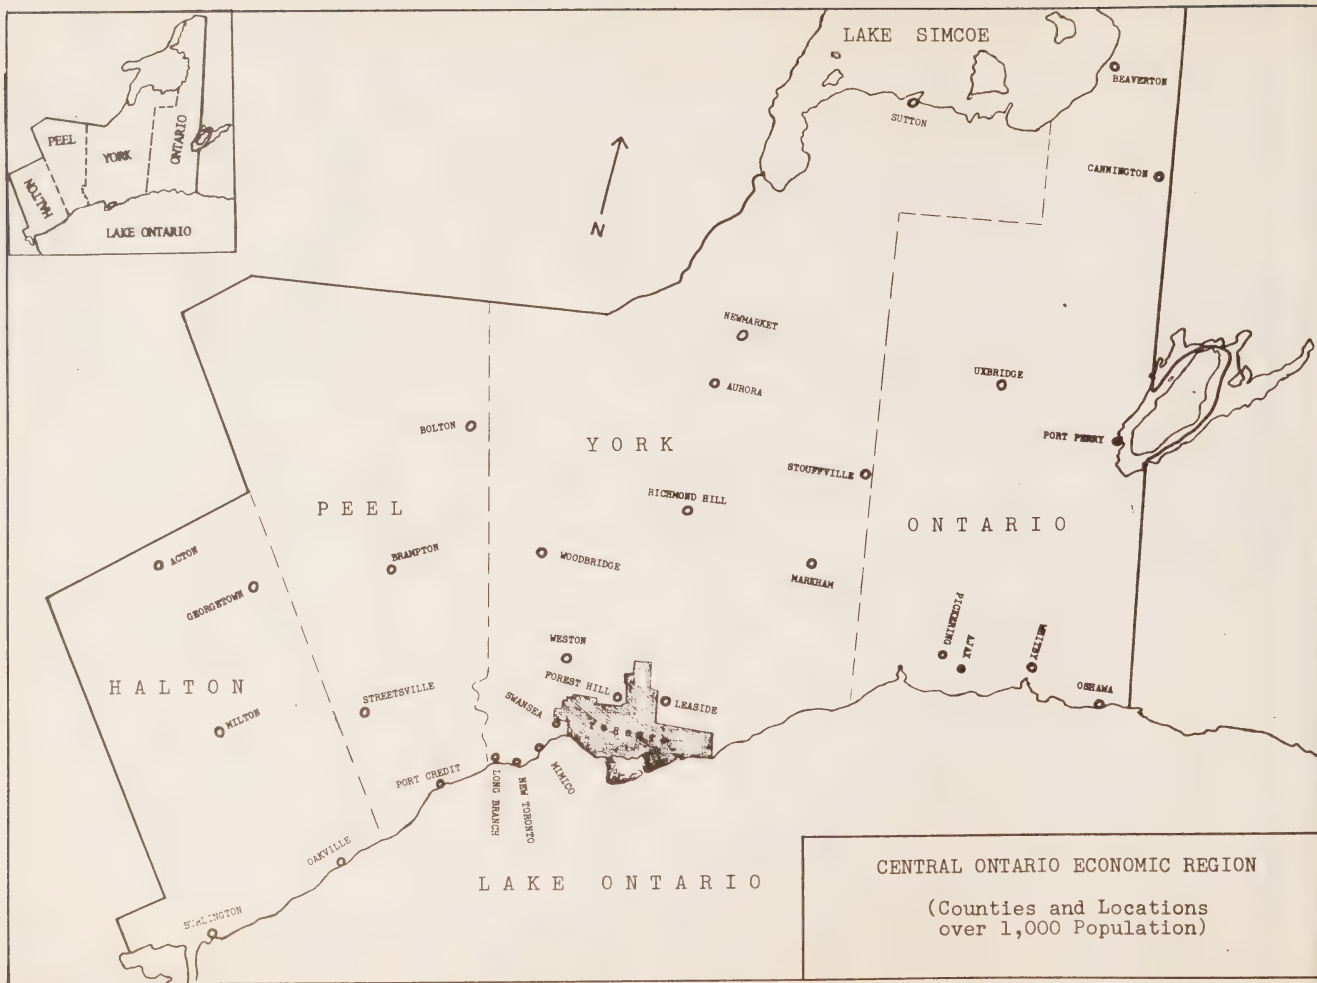 PEEL
YORK
ONTARIO
HALTON
LAKE ONTARIO
LAKE SIMCOE
BEAVERTON
SUTTON
CANNINGTON
N
NEWMARKET
AURORA
UXBRIDGE
BOLTON
YORK
PORT PERRY
STOUFFVILLE
RICHMOND HILL
PEEL
ONTARIO
ACTON
BRAMPTON
WOODBRIDGE
MARKHAM
GEORGETOWN
PICKERING
AJAX
WHITBY
WESTON
HALTON
FOREST HILL
LEASIDE
STREETSVILLE
SWANSEA
OSHAWA
MILTON
PORT CREDIT
LONG BRANCH
NEW TORONTO
MIMICO
OAKVILLE
LAKE ONTARIO
BURLINGTON
CENTRAL ONTARIO ECONOMIC REGION
(Counties and Locations
over 1,000 Population)